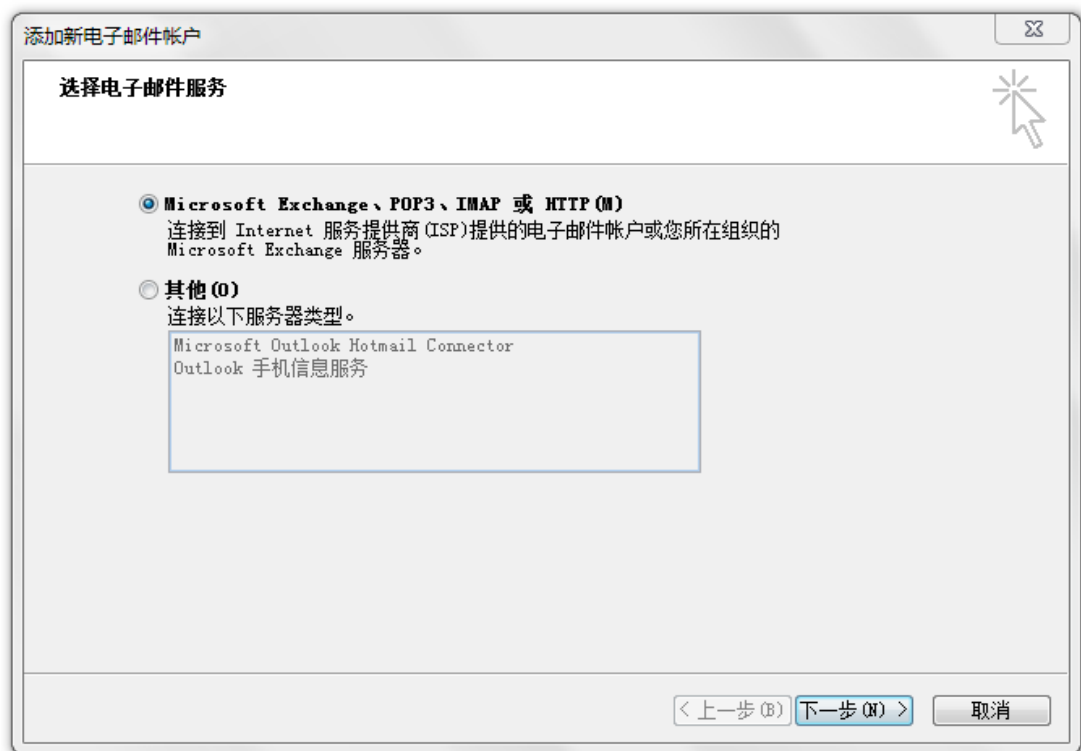 添加新电子邮件帐户
选择电子邮件服务
Microsoft Exchange、POP3、IMAP 或 HTTP(M)
连接到 Internet 服务提供商(ISP)提供的电子邮件帐户或您所在组织的
Microsoft Exchange 服务器。
其他(O)
连接以下服务器类型。
Microsoft Outlook Hotmail Connector
Outlook 手机信息服务
< 上一步(B) 下一步(N) > 取消